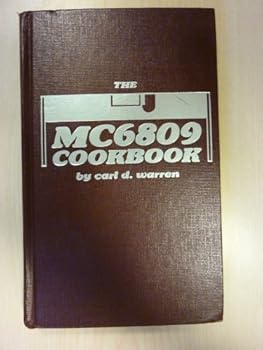 THE
MC6809
COOKBOOK
by carl d. warren